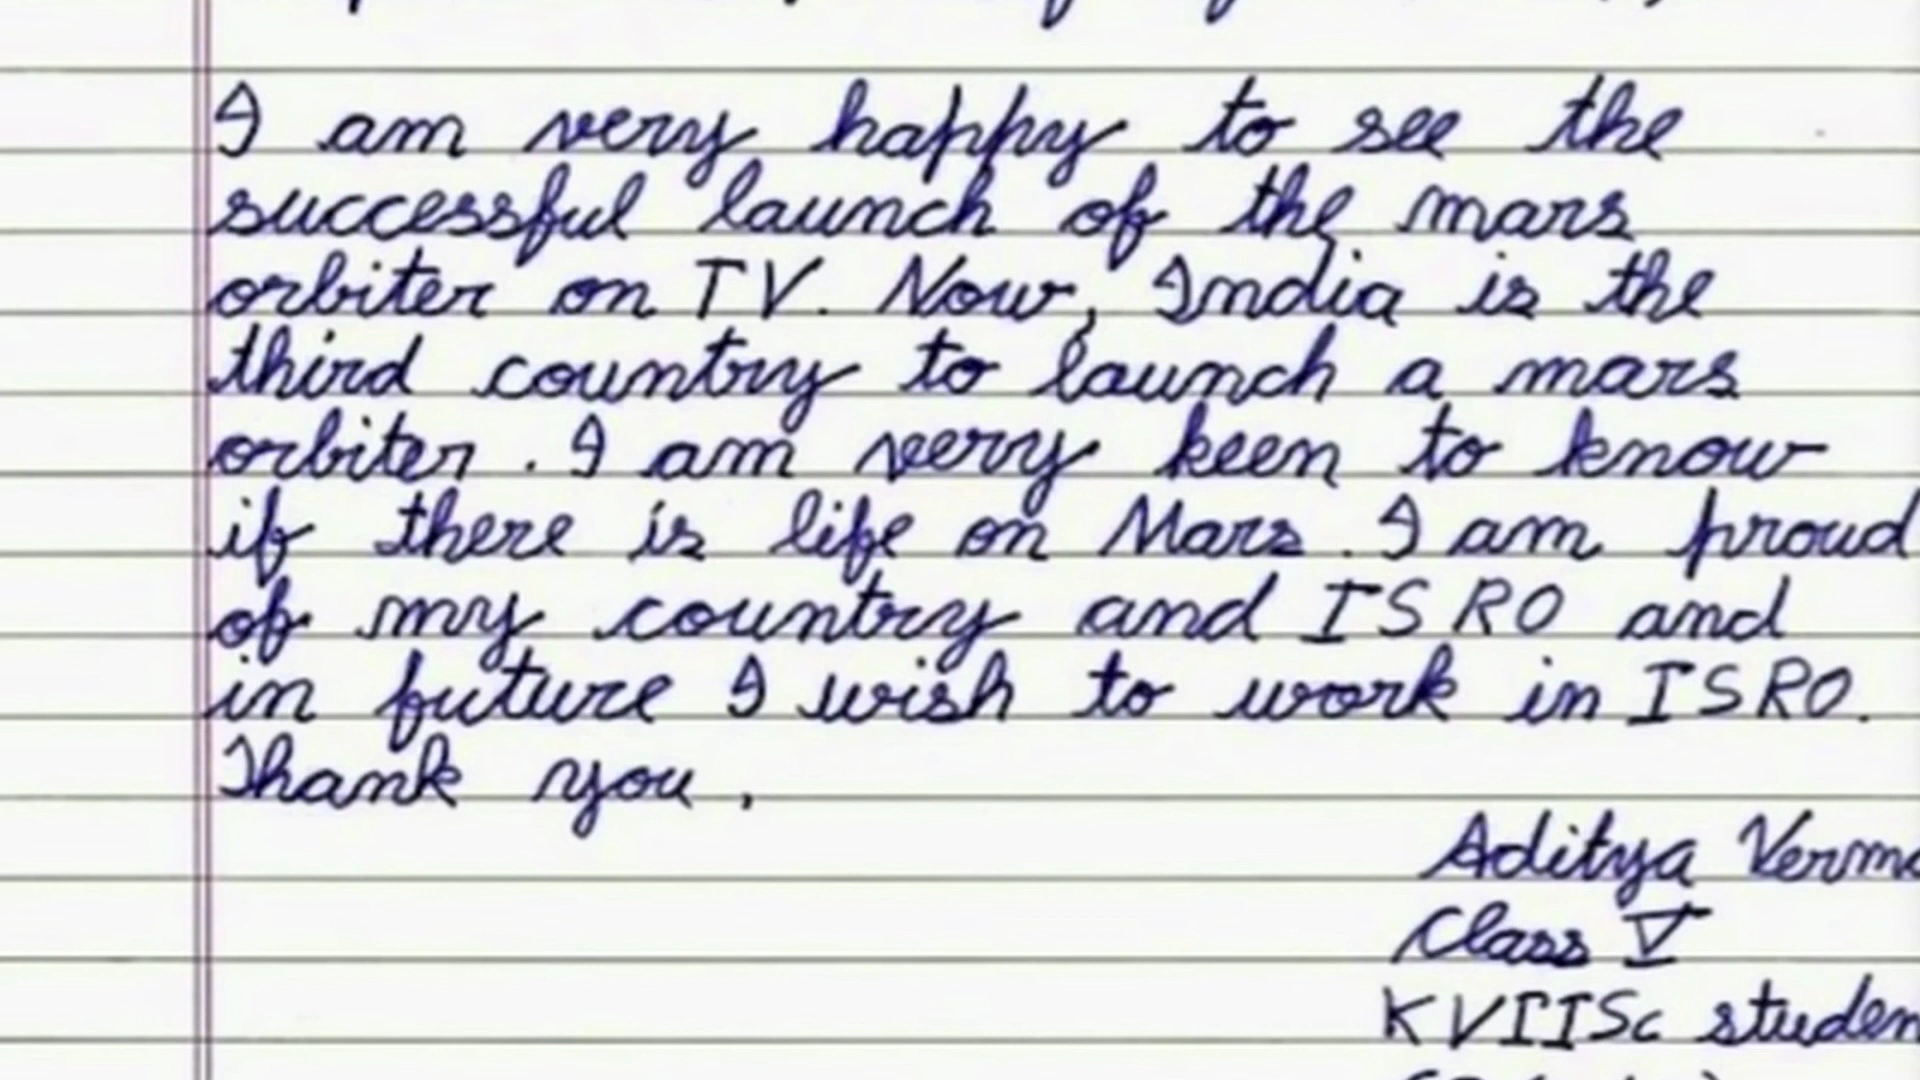 I am very happy to see the
successful launch of the mars
orbiter on TV. Now, India is the
third country to launch a mars
orbiter. I am very keen to know
if there is life on Mars. I am proud
of my country and ISRO and
in future I wish to work in ISRO.
Thank you,
Aditya Verma
Class V
KVIISc studen